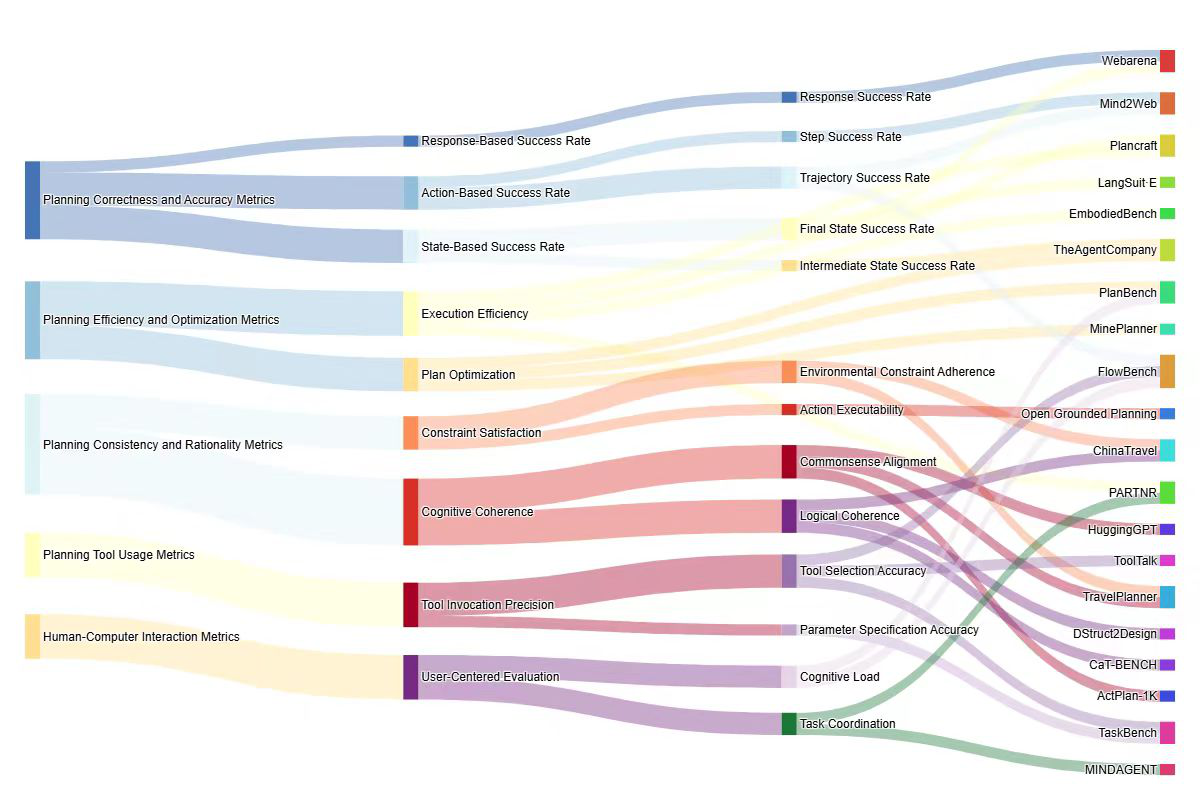 Planning Correctness and Accuracy Metrics
Planning Efficiency and Optimization Metrics
Planning Consistency and Rationality Metrics
Planning Tool Usage Metrics
Human-Computer Interaction Metrics
Response-Based Success Rate
Action-Based Success Rate
State-Based Success Rate
Execution Efficiency
Plan Optimization
Constraint Satisfaction
Cognitive Coherence
Tool Invocation Precision
User-Centered Evaluation
Response Success Rate
Step Success Rate
Trajectory Success Rate
Final State Success Rate
Intermediate State Success Rate
Environmental Constraint Adherence
Action Executability
Commonsense Alignment
Logical Coherence
Tool Selection Accuracy
Parameter Specification Accuracy
Cognitive Load
Task Coordination
Webarena
Mind2Web
Plancraft
LangSuit·E
EmbodiedBench
TheAgentCompany
PlanBench
MinePlanner
FlowBench
Open Grounded Planning
ChinaTravel
PARTNR
HuggingGPT
ToolTalk
TravelPlanner
DStruct2Design
CaT-BENCH
ActPlan-1K
TaskBench
MINDAGENT